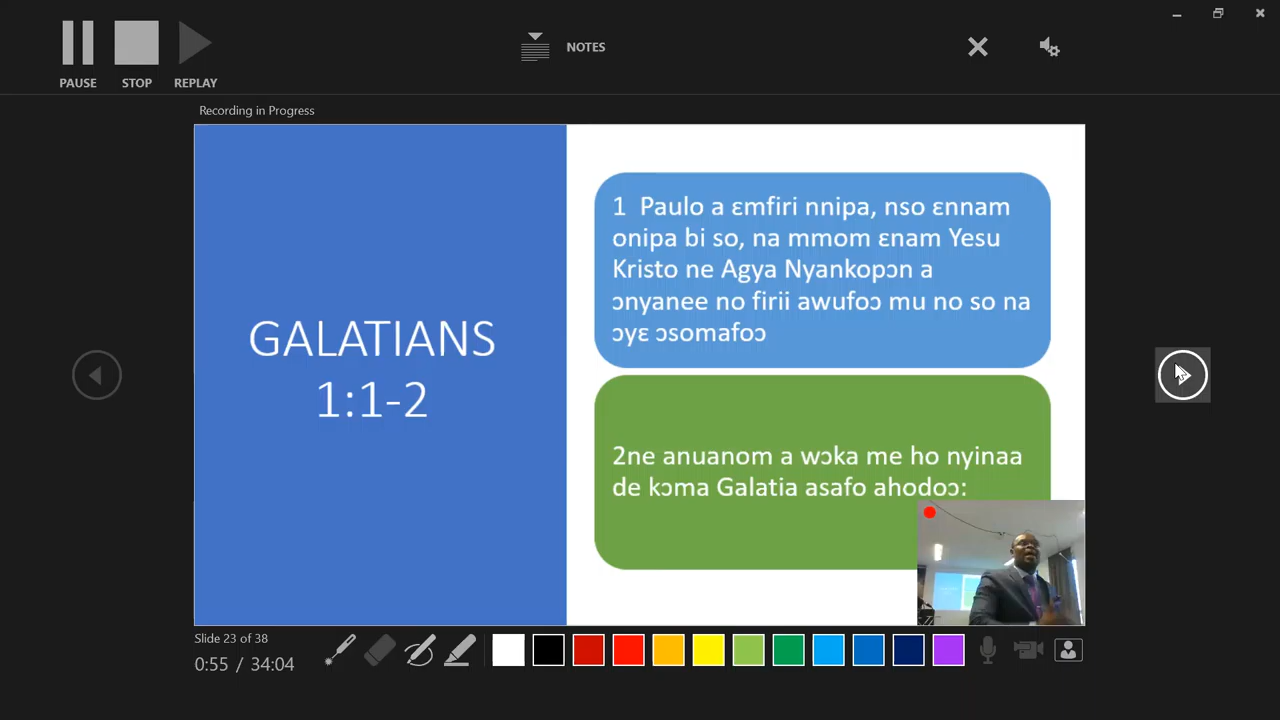 PAUSE
STOP
REPLAY
NOTES
Recording in Progress
GALATIANS
1:1-2
1 Paulo a ɛmfiri nnipa, nso ɛnnam
onipa bi so, na mmom ɛnam Yesu
Kristo ne Agya Nyankopɔn a
ɔnyanee no firii awufoɔ mu no so na
ɔyɛ ɔsomafoɔ
2ne anuanom a wɔka me ho nyinaa
de kɔma Galatia asafo ahodoɔ:
Slide 23 of 38
0:55 / 34:04